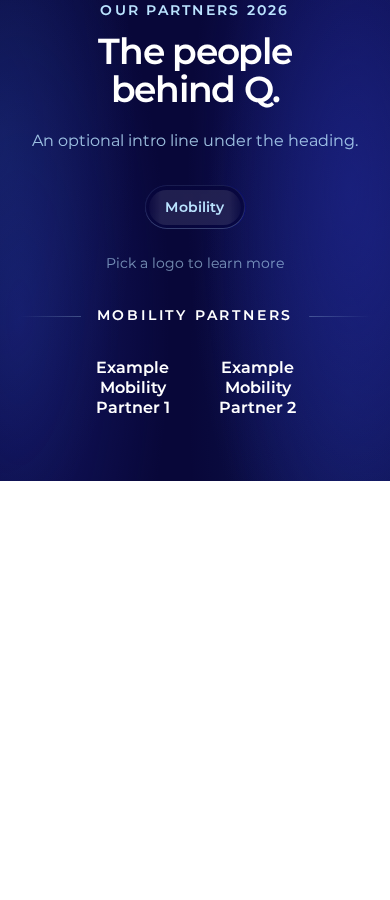 OUR PARTNERS 2026
The people
behind Q.
An optional intro line under the heading.
Mobility
Pick a logo to learn more
MOBILITY PARTNERS
Example
Mobility
Partner 1
Example
Mobility
Partner 2